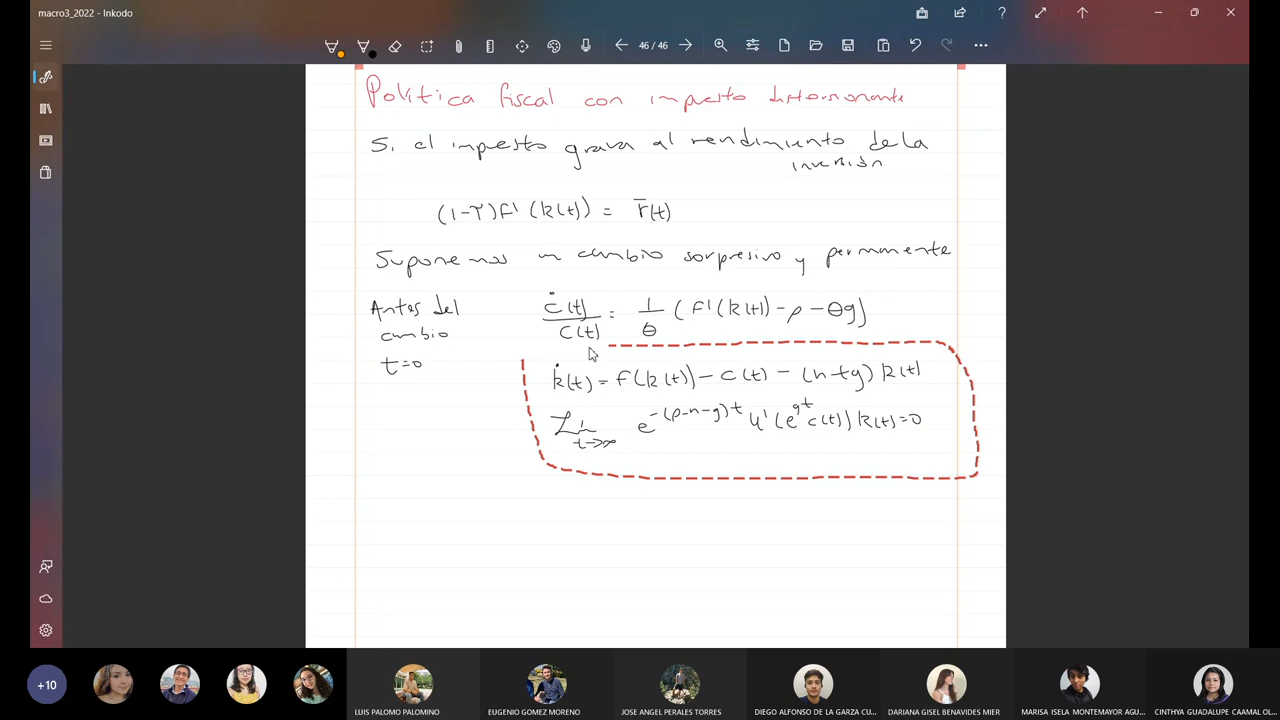 macro3_2022 - Inkodo
46 / 46
Política fiscal con impuesto distorsionante
Si el impuesto grava al rendimiento de la
inversión
(1-τ)f'(k(t)) = r̄(t)
Suponemos un cambio sorpresivo y permanente
Antes del
cambio
t=0
ċ(t)/c(t) = 1/θ (f'(k(t)) - ρ - θg)
k̇(t) = f(k(t)) - c(t) - (n+g) k(t)
Lim t→∞ e^-(ρ-n-g)t u'(e^gt c(t)) k(t)=0
+10
LUIS PALOMO PALOMINO
EUGENIO GOMEZ MORENO
JOSE ANGEL PERALES TORRES
DIEGO ALFONSO DE LA GARZA CU...
DARIANA GISEL BENAVIDES MIER
MARISA ISELA MONTEMAYOR AGU...
CINTHYA GUADALUPE CAAMAL OL...